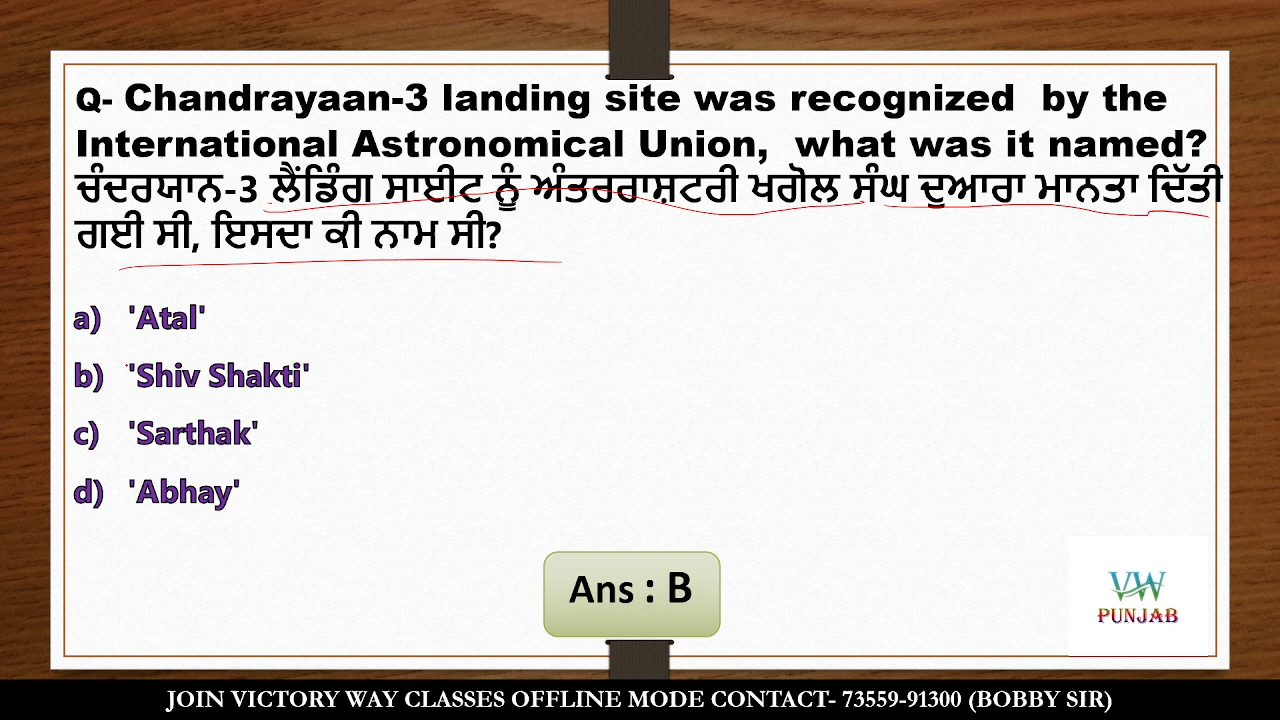 Q- Chandrayaan-3 landing site was recognized by the
International Astronomical Union, what was it named?
ਚੰਦਰਯਾਨ-3 ਲੈਂਡਿੰਗ ਸਾਈਟ ਨੂੰ ਅੰਤਰਰਾਸ਼ਟਰੀ ਖਗੋਲ ਸੰਘ ਦੁਆਰਾ ਮਾਨਤਾ ਦਿੱਤੀ
ਗਈ ਸੀ, ਇਸਦਾ ਕੀ ਨਾਮ ਸੀ?
a) 'Atal'
b) 'Shiv Shakti'
c) 'Sarthak'
d) 'Abhay'
Ans : B
VW
PUNJAB
JOIN VICTORY WAY CLASSES OFFLINE MODE CONTACT- 73559-91300 (BOBBY SIR)